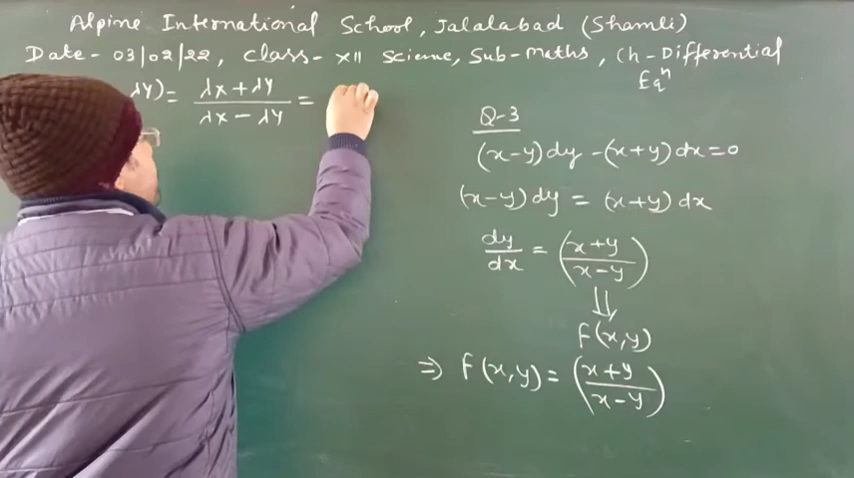 Alpine International School, Jalalabad (Shamli)
Date - 03/02/22, Class - XII Science, Sub - Maths, Ch - Differential Eqⁿ
λy) = (λx + λy)/(λx - λy) =
Q-3
(x-y)dy - (x+y)dx = 0
(x-y)dy = (x+y)dx
dy/dx = ((x+y)/(x-y))
⇓
f(x,y)
⇒ f(x,y) = ((x+y)/(x-y))